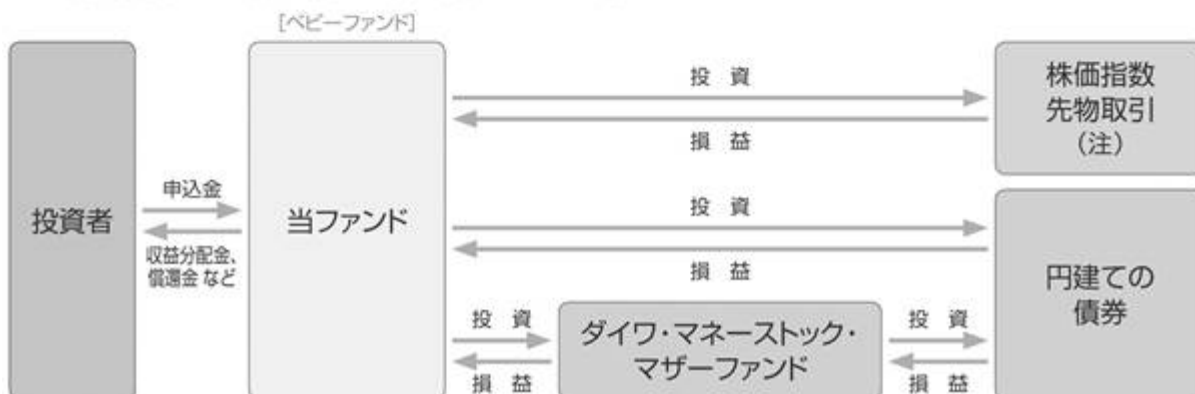 [ベビーファンド]
投資者
申込金
収益分配金、
償還金 など
当ファンド
投 資
損 益
株価指数
先物取引
(注)
投 資
損 益
円建ての
債券
投 資
損 益
ダイワ・マネーストック・
マザーファンド
投 資
損 益